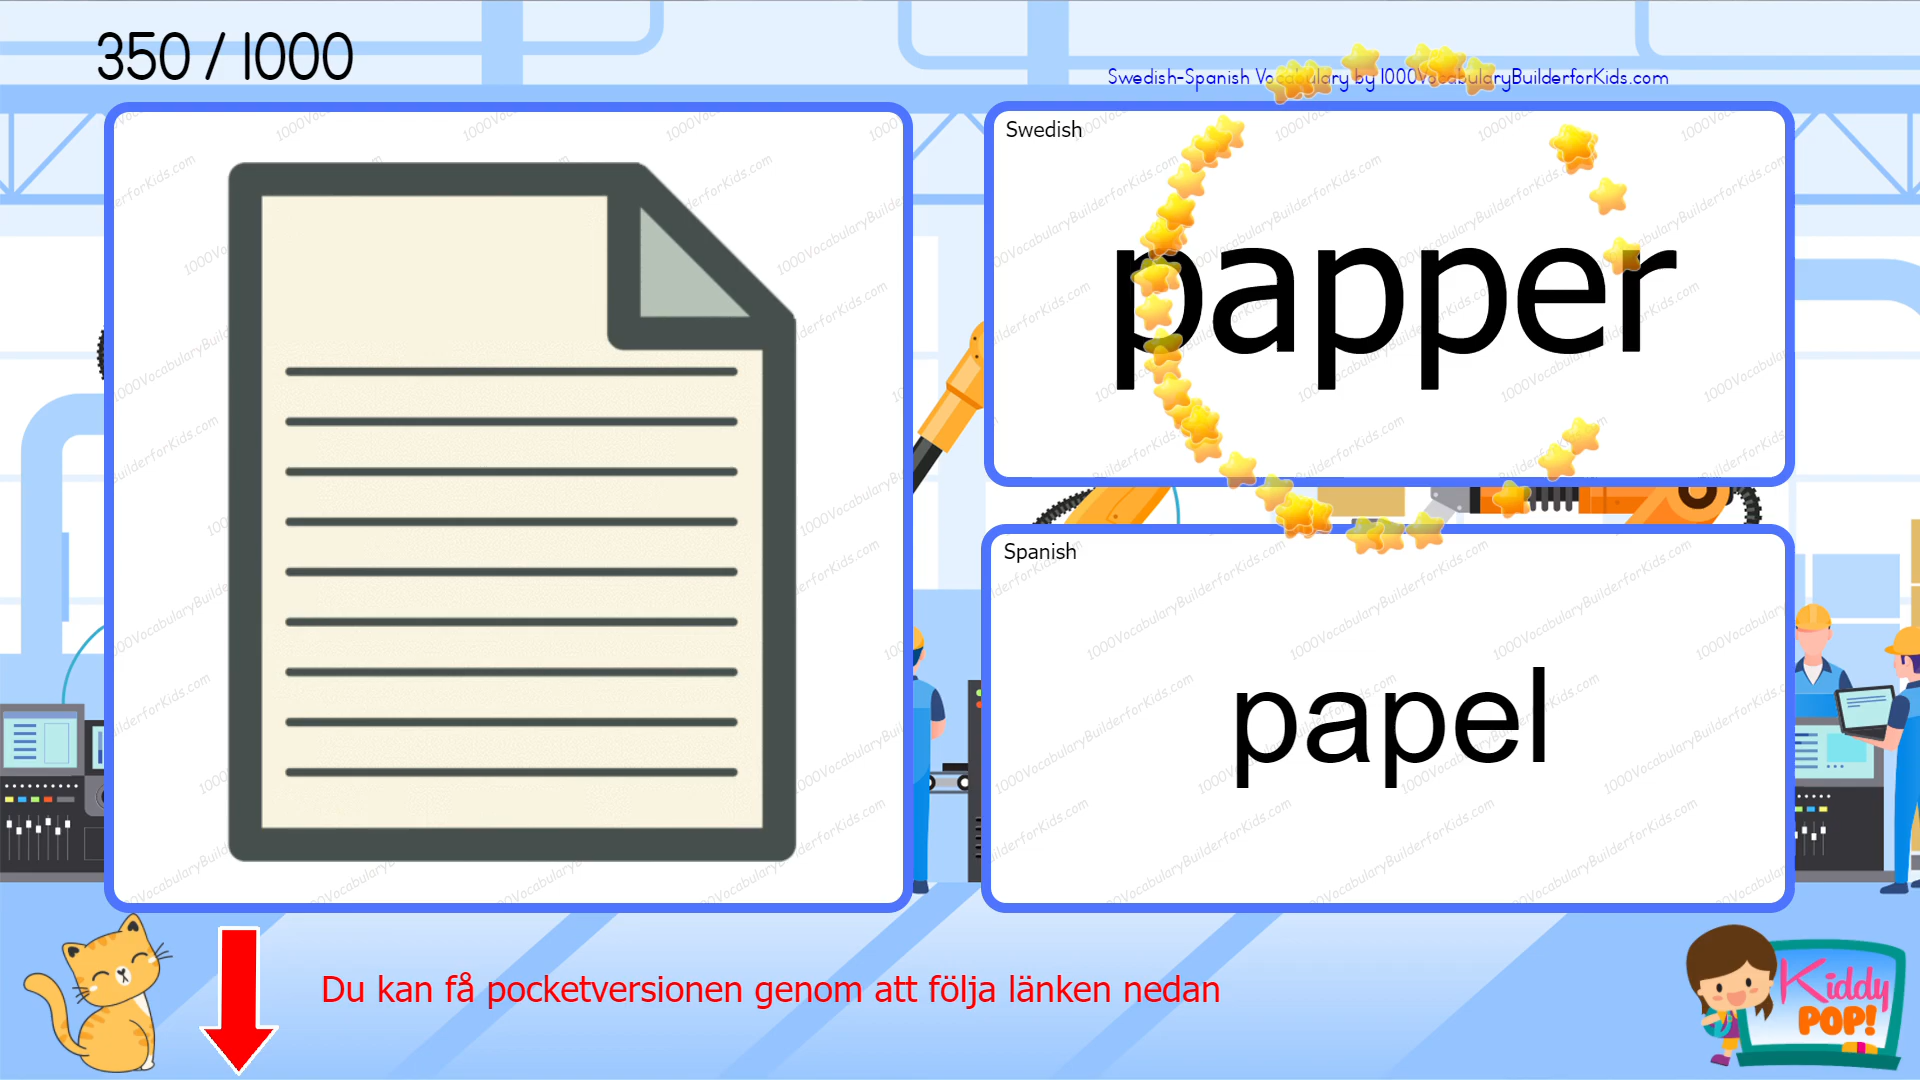 350 / 1000
Swedish-Spanish Vocabulary by 1000VocabularyBuilderforKids.com
Swedish
papper
Spanish
papel
Du kan få pocketversionen genom att följa länken nedan
Kiddy
POP!